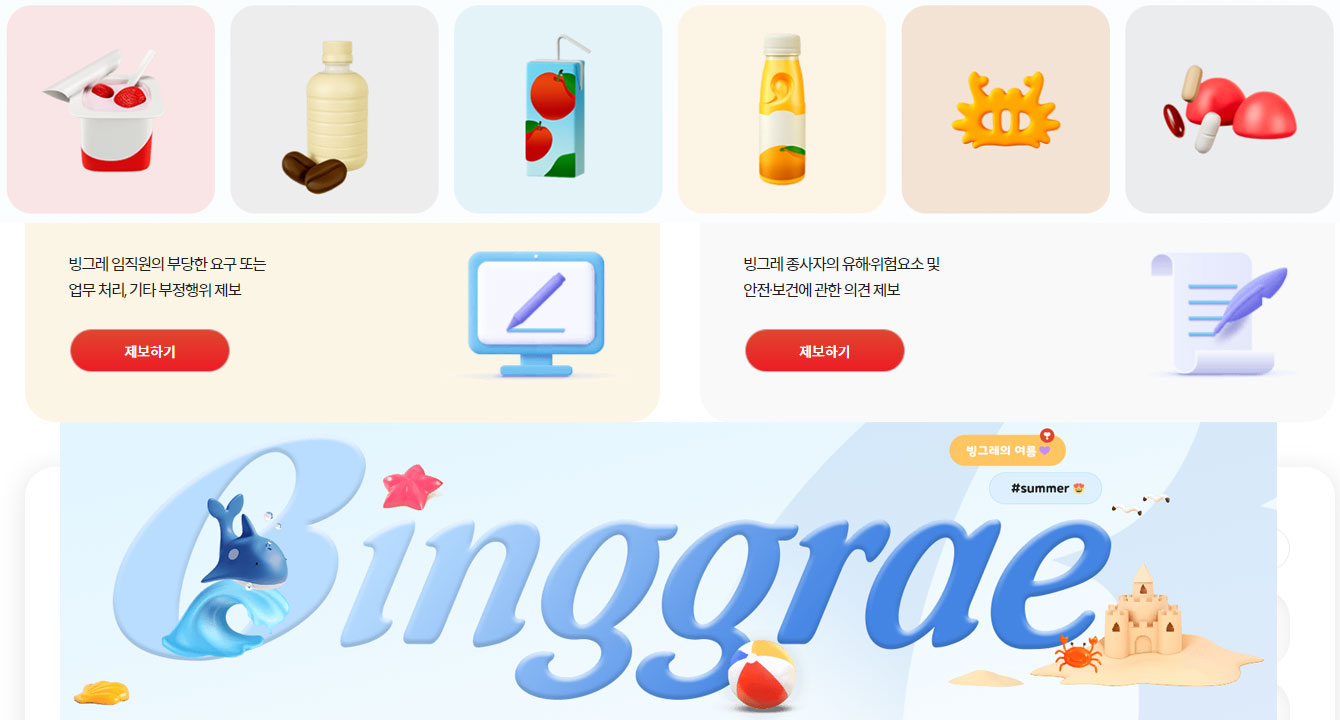 빙그레 임직원의 부당한 요구 또는
업무 처리, 기타 부정행위 제보
제보하기
빙그레 종사자의 유해·위험요소 및
안전·보건에 관한 의견 제보
제보하기
빙그레의 여름💜
#summer 😍
Binggrae